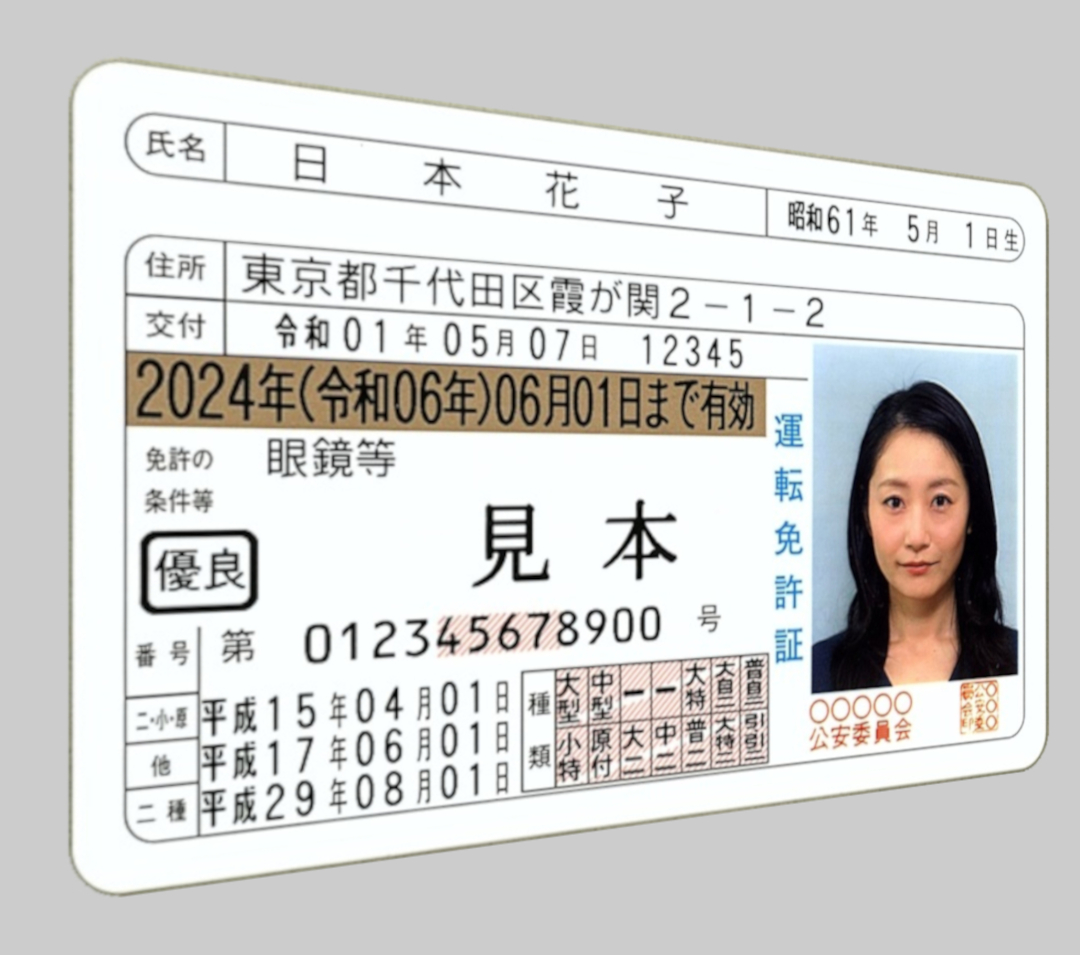 氏名 日本花子 昭和61年 5月 1日生
住所 東京都千代田区霞が関2-1-2
交付 令和01年05月07日 12345
2024年(令和06年)06月01日まで有効
免許の
条件等
眼鏡等
見本
優良
番号 第 012345678900 号
二・小・原 平成15年04月01日
他 平成17年06月01日
二種 平成29年08月01日
種類
大型 中型 大特 大自二 普自二
小特 原付 大二 中二 普二 大特二 引引二
運転免許証
○○○○○
公安委員会